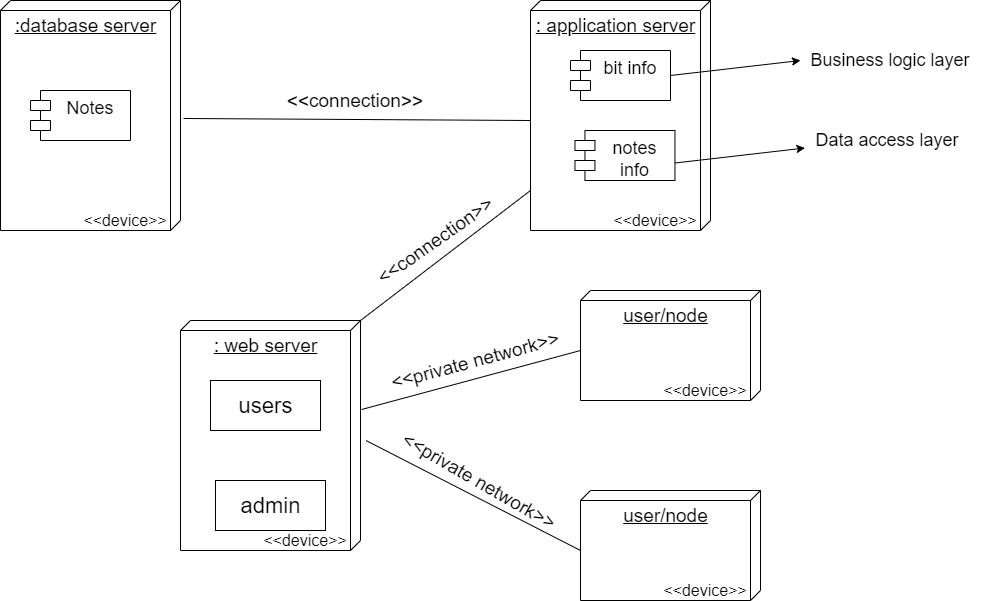 :database server
Notes
<<device>>
<<connection>>
: application server
bit info
notes
info
<<device>>
Business logic layer
Data access layer
<<connection>>
: web server
users
admin
<<device>>
<<private network>>
user/node
<<device>>
<<private network>>
user/node
<<device>>